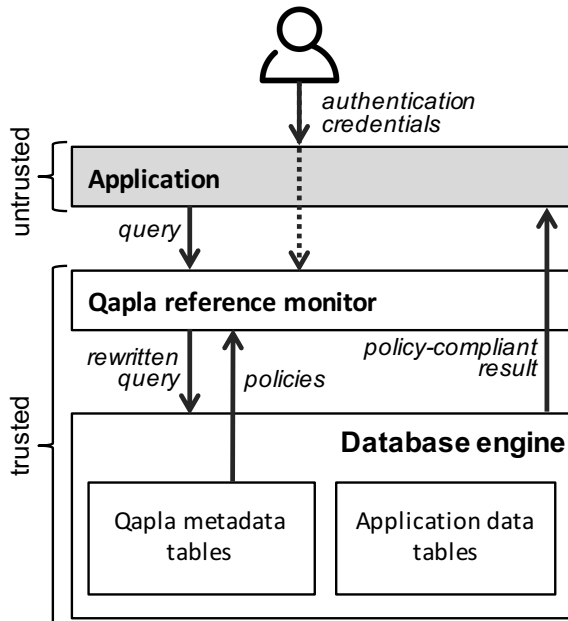 authentication
credentials
untrusted
Application
query
Qapla reference monitor
rewritten
query
policies
policy-compliant
result
trusted
Database engine
Qapla metadata
tables
Application data
tables